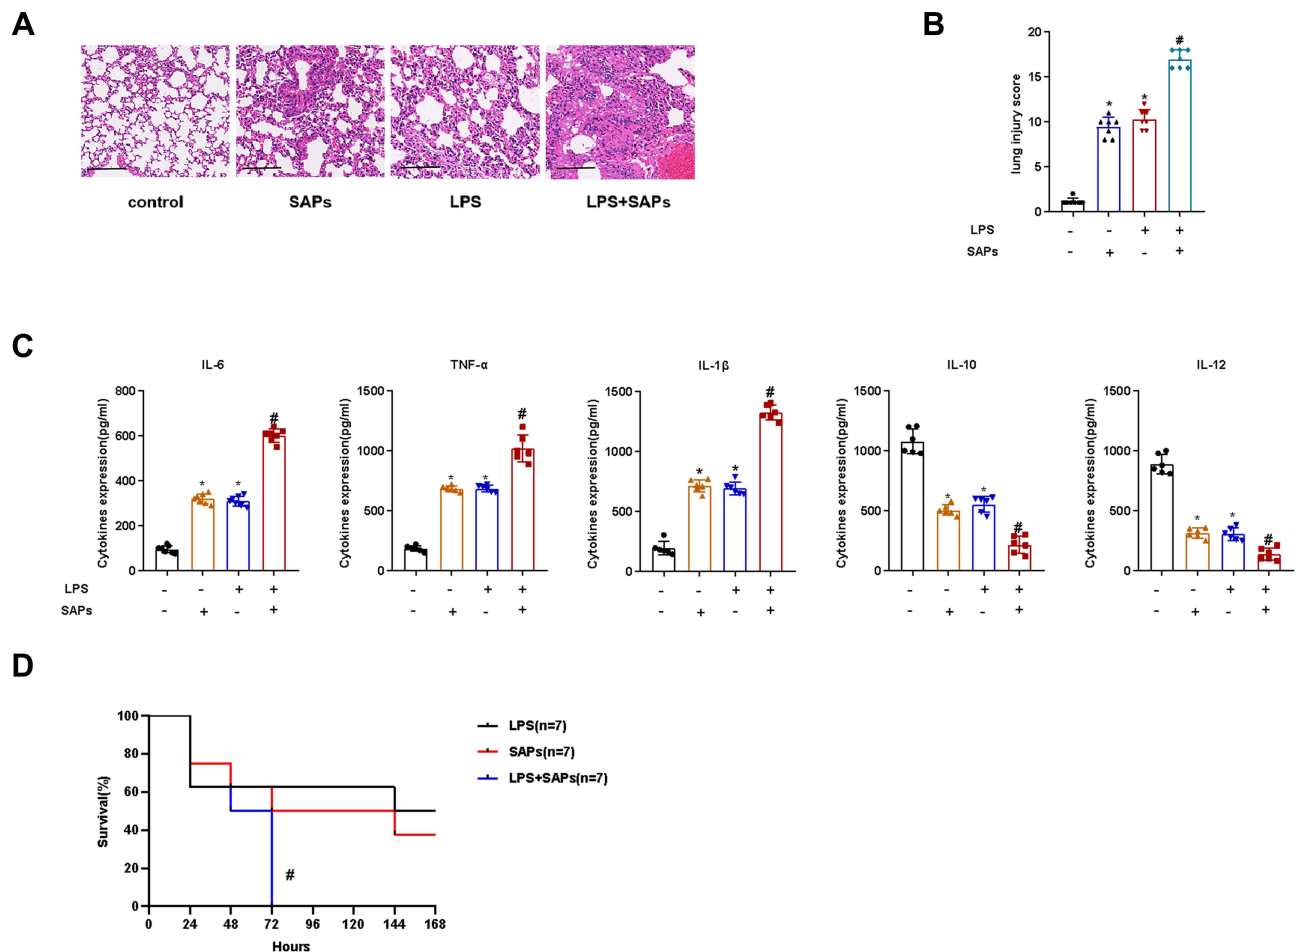 A
control
SAPs
LPS
LPS+SAPs
B
lung injury score
20
15
10
5
0
*
*
#
LPS - - + +
SAPs - + - +
C
IL-6
Cytokines expression(pg/ml)
800
600
400
200
0
*
*
#
TNF-α
Cytokines expression(pg/ml)
1500
1000
500
0
*
*
#
IL-1β
Cytokines expression(pg/ml)
1500
1000
500
0
*
*
#
IL-10
Cytokines expression(pg/ml)
1500
1000
500
0
*
*
#
IL-12
Cytokines expression(pg/ml)
1500
1000
500
0
*
*
#
LPS - - + + - - + + - - + + - - + + - - + +
SAPs - + - + - + - + - + - + - + - + - + - +
D
Survival(%)
100
80
60
40
20
0
#
0 24 48 72 96 120 144 168
Hours
LPS(n=7)
SAPs(n=7)
LPS+SAPs(n=7)